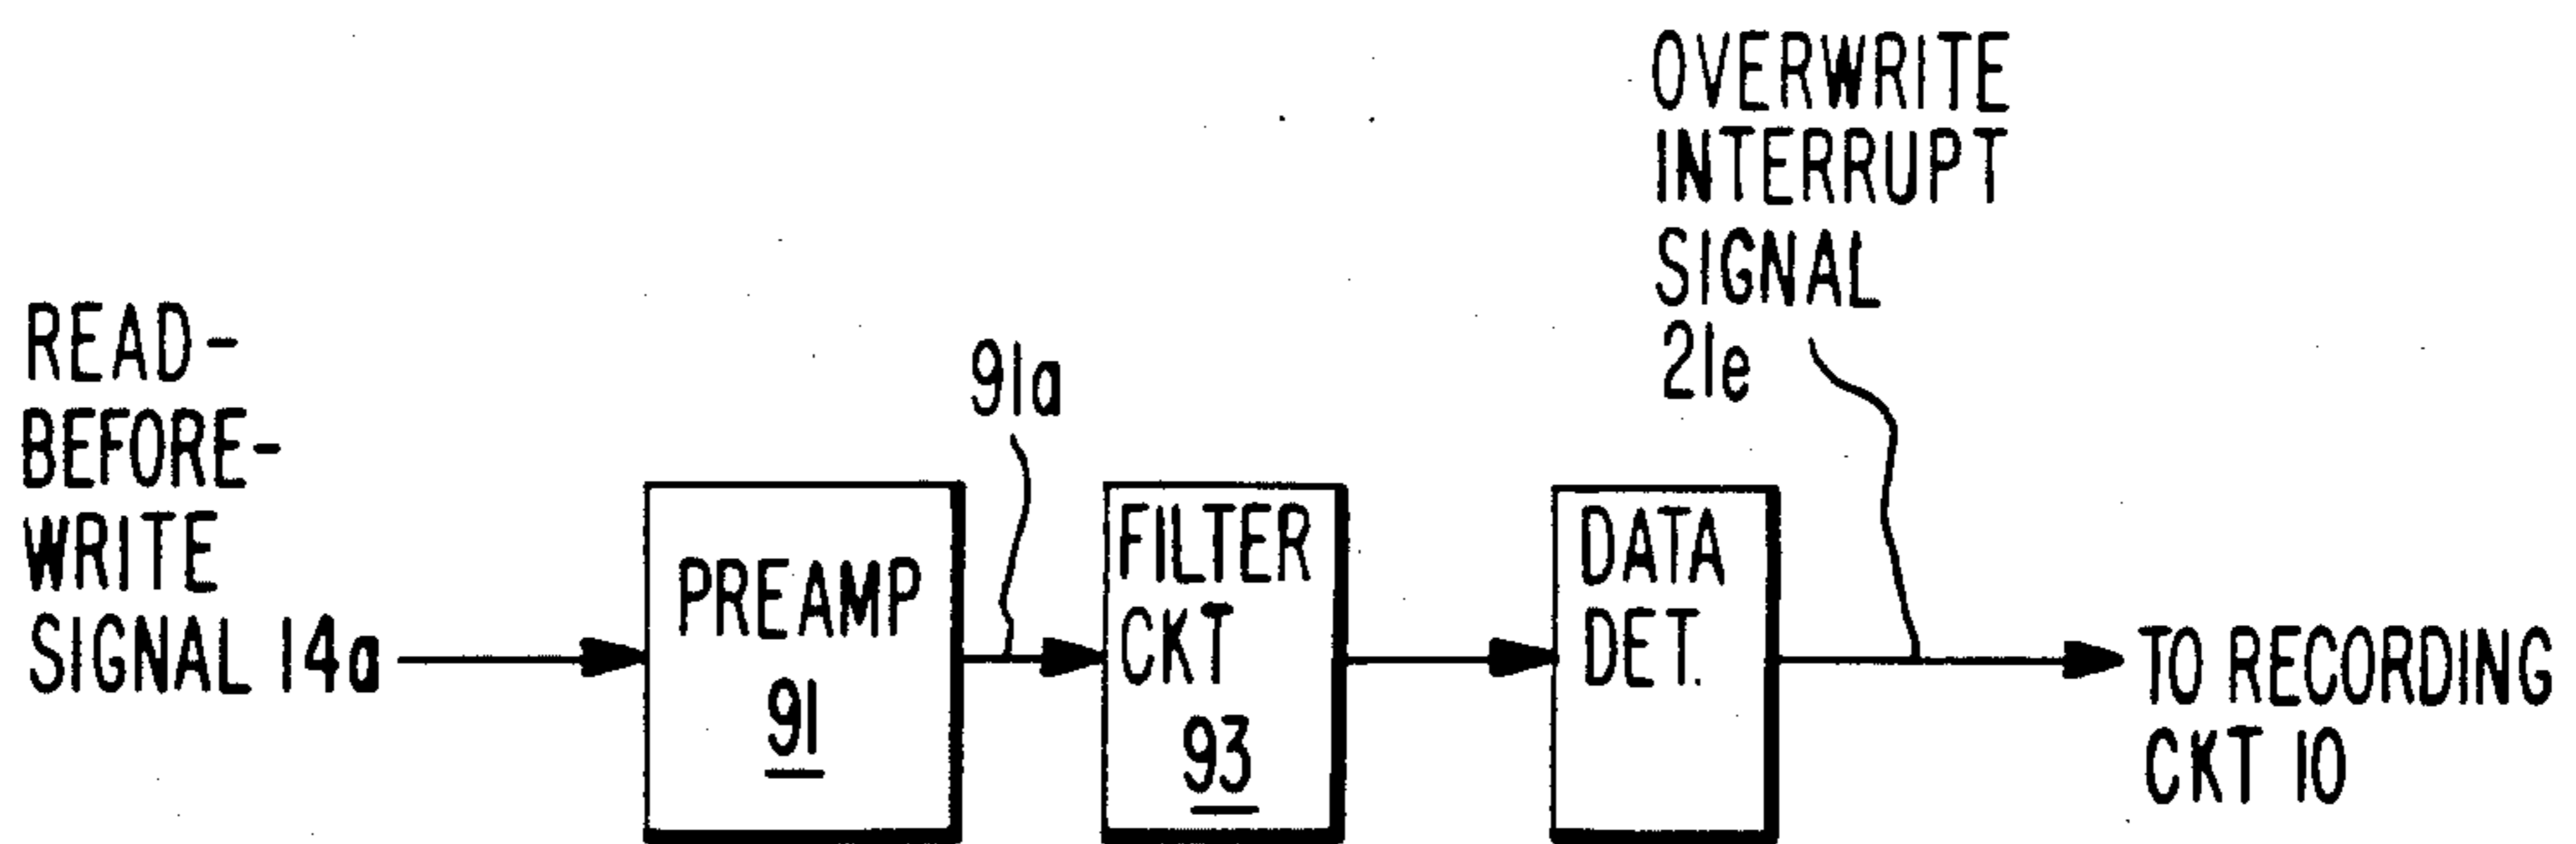 READ-
BEFORE-
WRITE
SIGNAL 14a
PREAMP
91
91a
FILTER
CKT
93
DATA
DET.
OVERWRITE
INTERRUPT
SIGNAL
21e
TO RECORDING
CKT 10